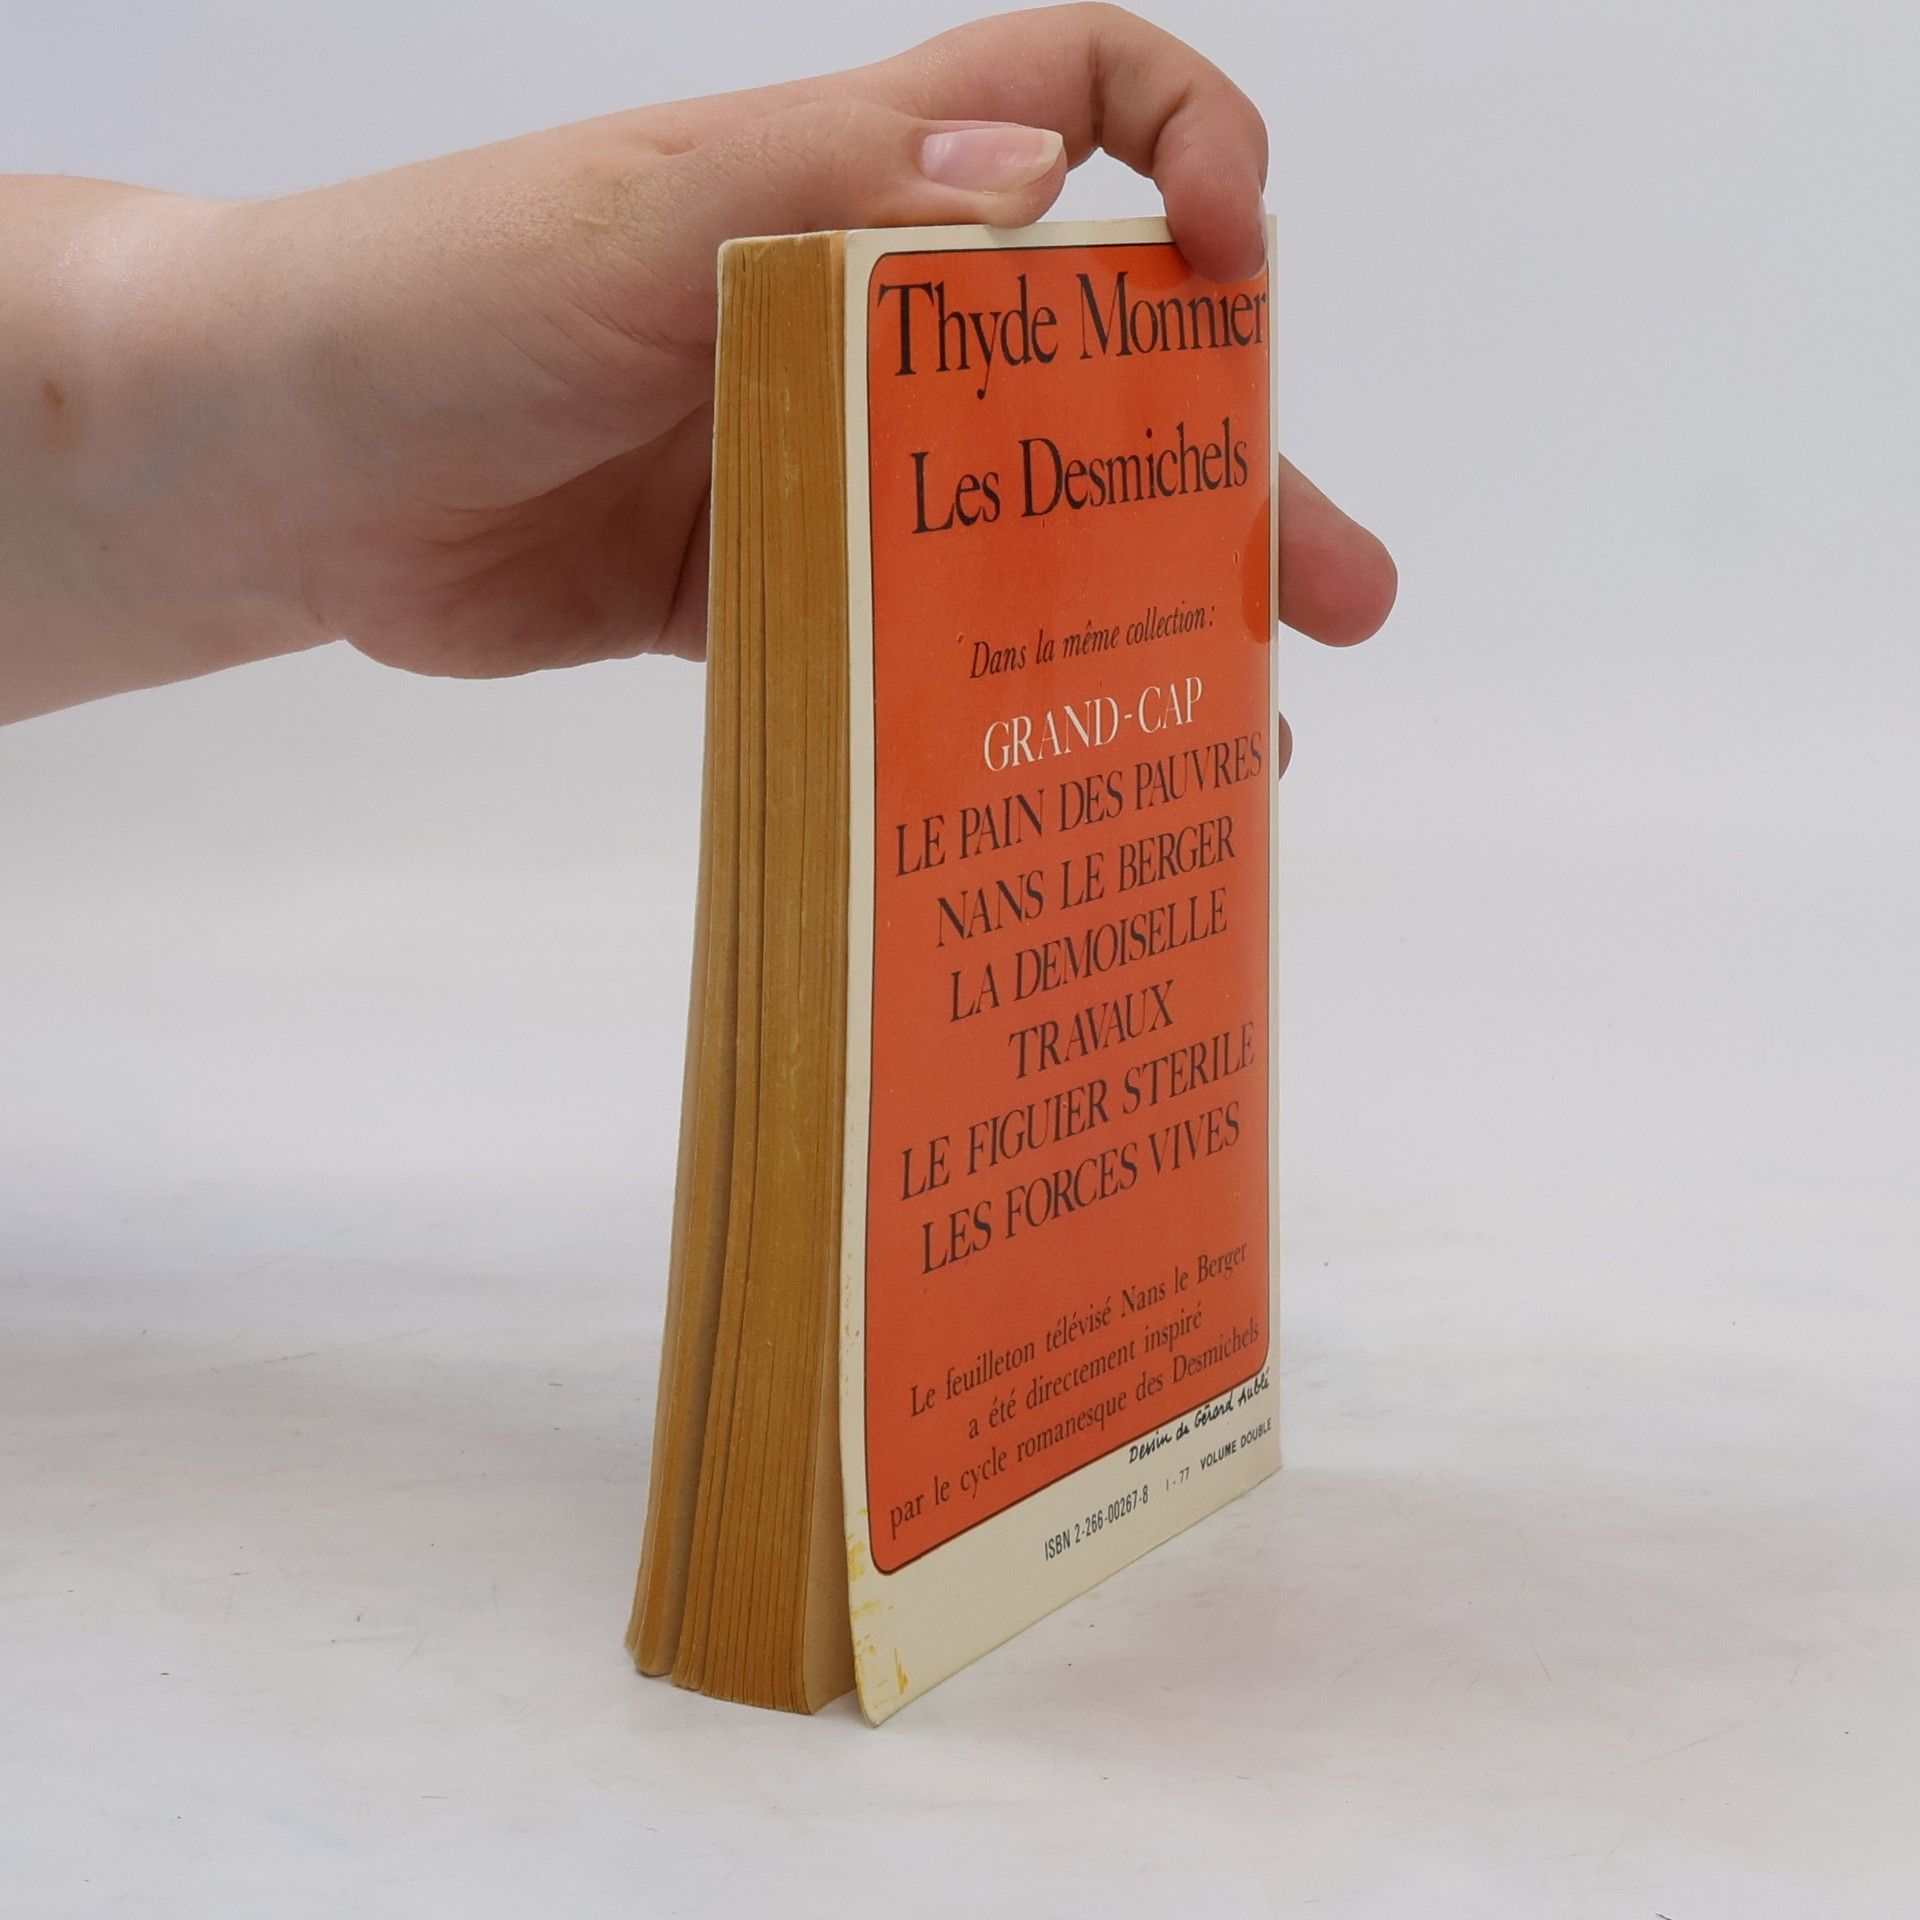 Thyde Monnier
Les Desmichels
Dans la même collection:
GRAND-CAP
LE PAIN DES PAUVRES
NANS LE BERGER
LA DEMOISELLE
TRAVAUX
LE FIGUIER STERILE
LES FORCES VIVES
Le feuilleton télévisé Nans le Berger
a été directement inspiré
par le cycle romanesque des Desmichels
Dessin de Gérard Aublé
ISBN 2-266-00267-8 I-77 VOLUME DOUBLE